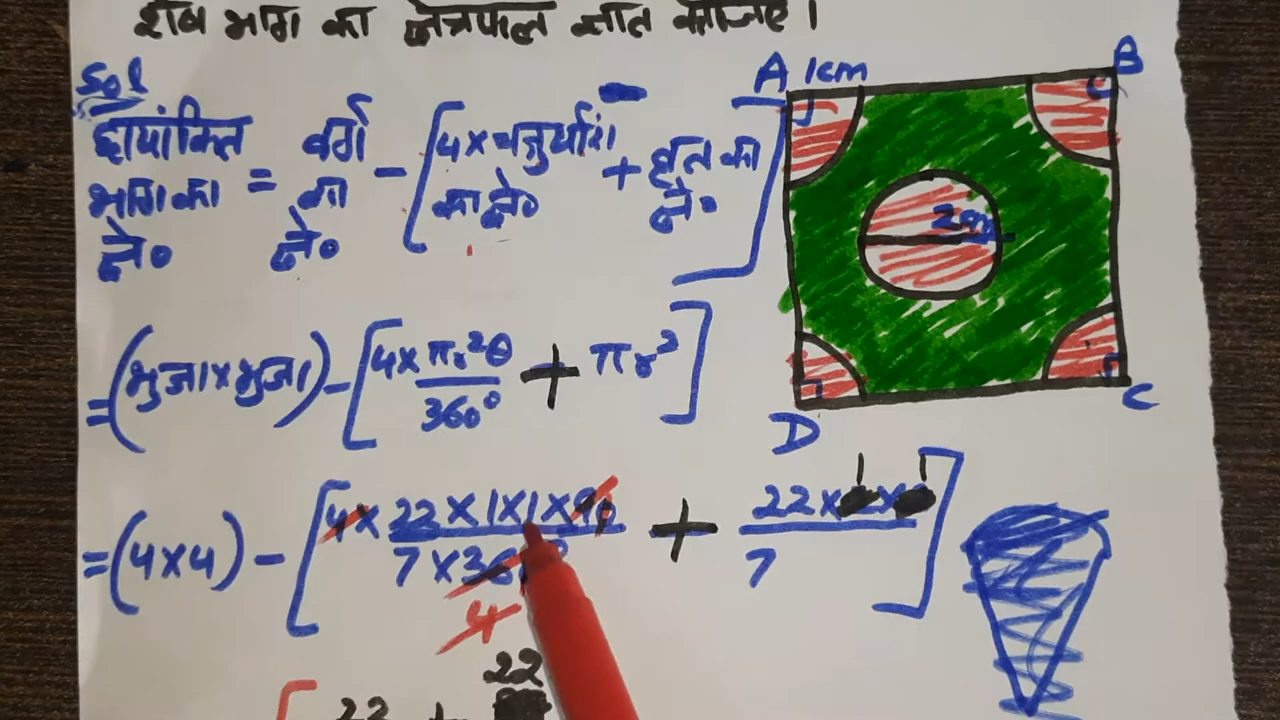 शेष भाग का क्षेत्रफल ज्ञात कीजिए।
Sol
छायांकित भाग का क्षे० = वर्ग का क्षे० - [4×चतुर्थांश का क्षे० + वृत्त का क्षे०]
= (भुजा×भुजा) - [4×πr²θ/360° + πr²]
= (4×4) - [4×22×1×1×90/7×360° + 22×1×1/7]
4
[22 + 22
A 1cm B
2cm
D C